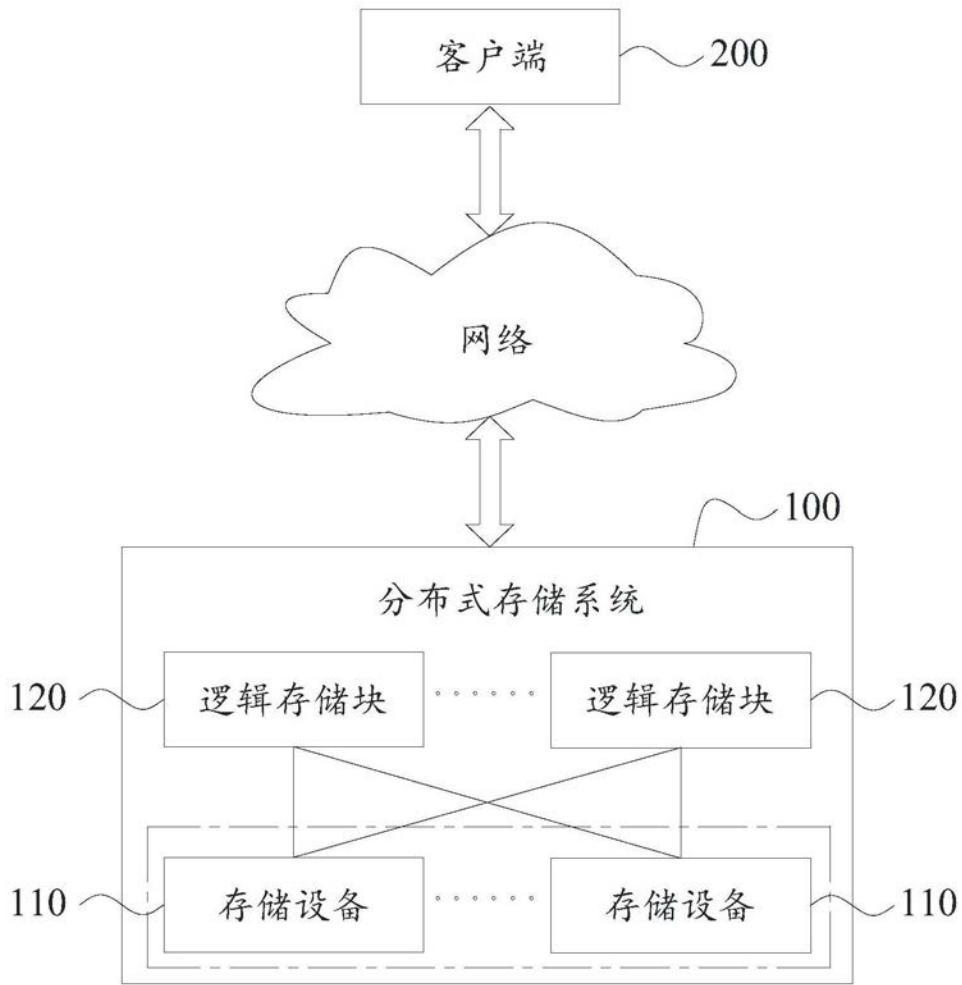 客户端 200
网络
100
分布式存储系统
120 逻辑存储块 。。。。。。 逻辑存储块 120
110 存储设备 。。。。。。 存储设备 110